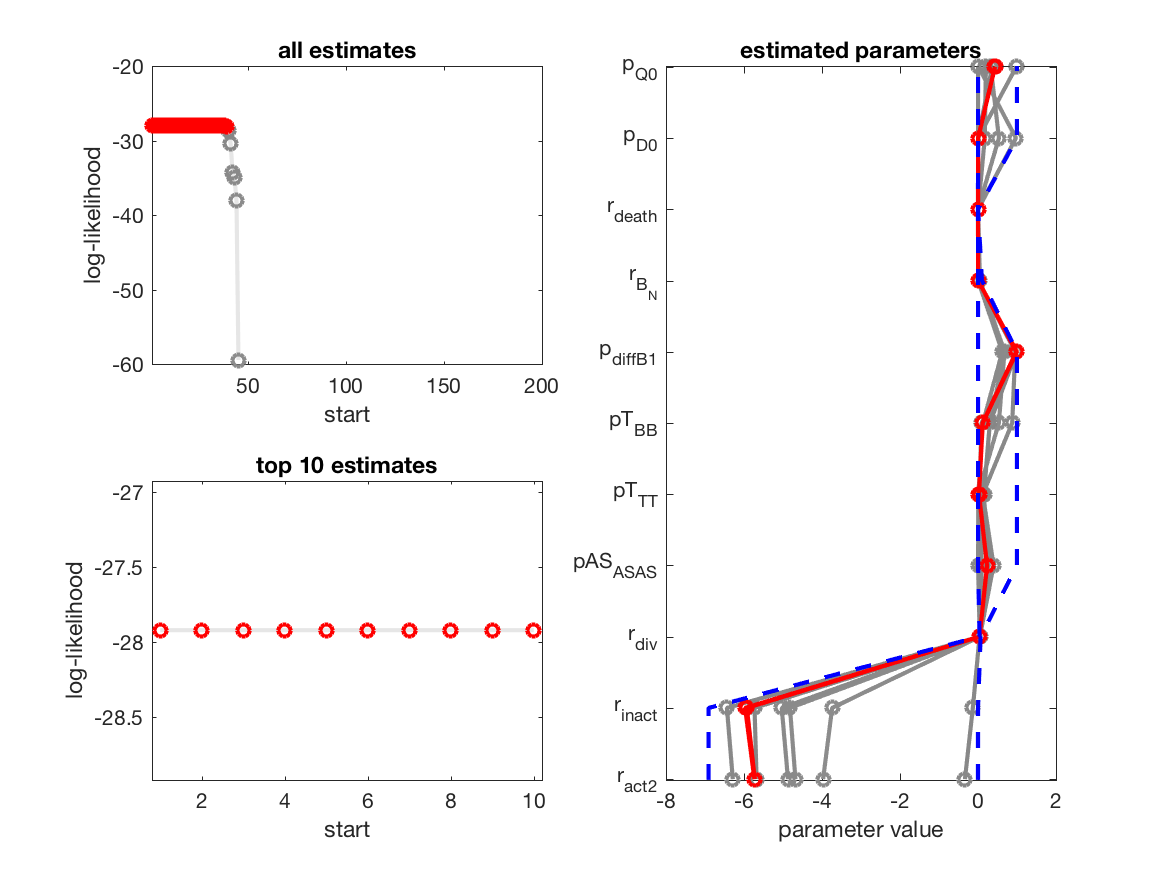 all estimates
-20
-30
-40
-50
-60
log-likelihood
50
100
150
200
start
top 10 estimates
-27
-27.5
-28
-28.5
log-likelihood
2
4
6
8
10
start
estimated parameters
pQ0
pD0
rdeath
rBN
pdiffB1
pTBB
pTTT
pASASAS
rdiv
rinact
ract2
-8
-6
-4
-2
0
2
parameter value